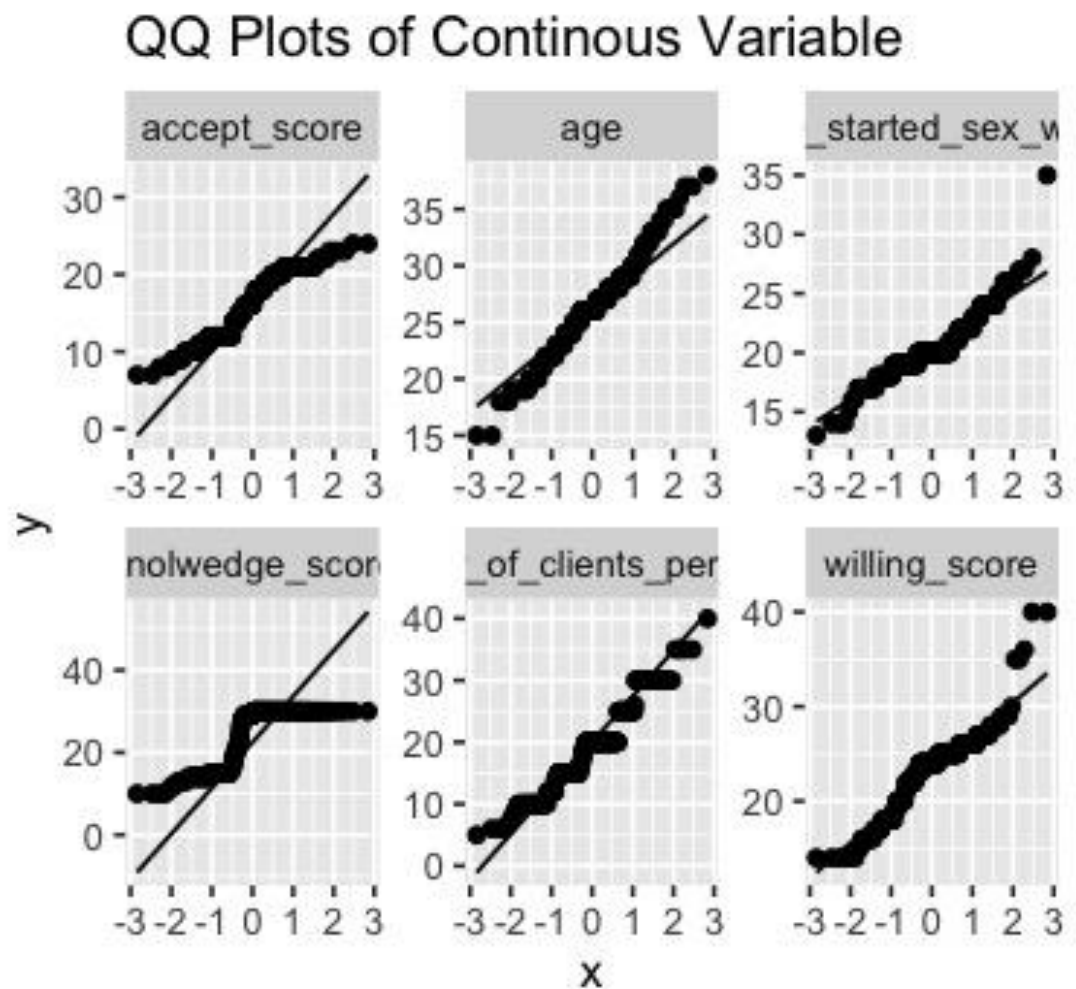 QQ Plots of Continous Variable
accept_score age _started_sex_w
30 20 10 0
35 30 25 20 15
35 30 25 20 15
-3 -2 -1 0 1 2 3 -3 -2 -1 0 1 2 3 -3 -2 -1 0 1 2 3
y
nolwedge_score _of_clients_per willing_score
40 20 0
40 30 20 10 0
40 30 20
-3 -2 -1 0 1 2 3 -3 -2 -1 0 1 2 3 -3 -2 -1 0 1 2 3
x